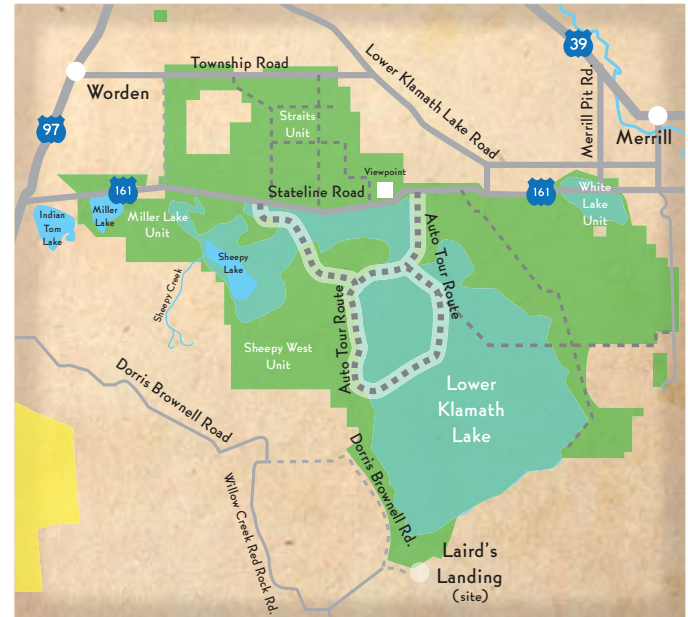 39
Township Road
Lower Klamath Lake Road
Worden
Merrill Pit Rd.
97
Straits
Unit
Merrill
Viewpoint
161
Stateline Road
161
White
Lake
Unit
Indian
Tom
Lake
Miller
Lake
Miller Lake
Unit
Auto Tour Route
Sheepy
Lake
Sheepy Creek
Auto Tour Route
Sheepy West
Unit
Lower
Klamath
Lake
Dorris Brownell Road
Dorris Brownell Rd.
Willow Creek Red Rock Rd.
Laird's
Landing
(site)